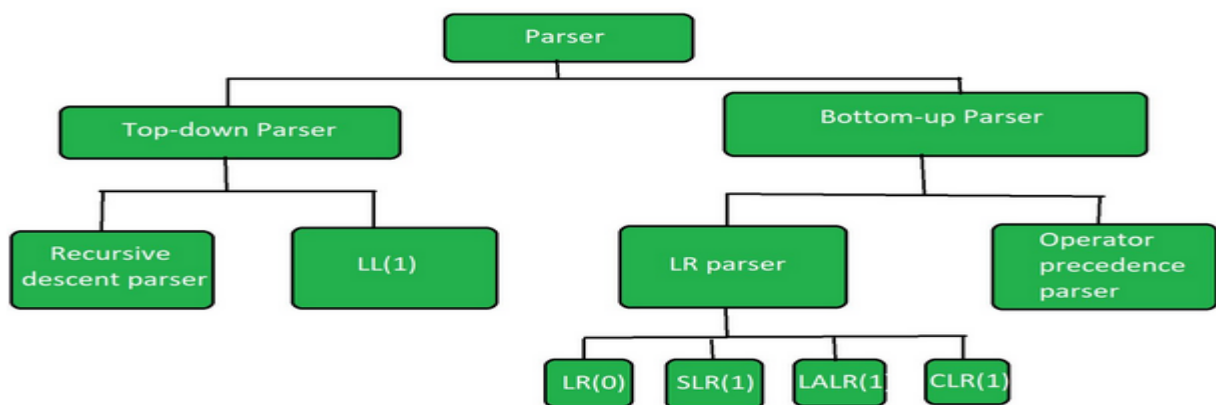 Parser
Top-down Parser
Bottom-up Parser
Recursive
descent parser
LL(1)
LR parser
Operator
precedence
parser
LR(0)
SLR(1)
LALR(1)
CLR(1)